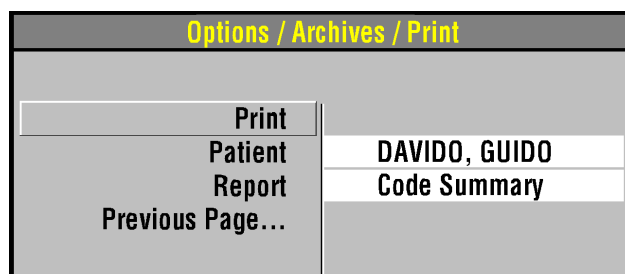 Options / Archives / Print
Print
Patient DAVIDO, GUIDO
Report Code Summary
Previous Page...